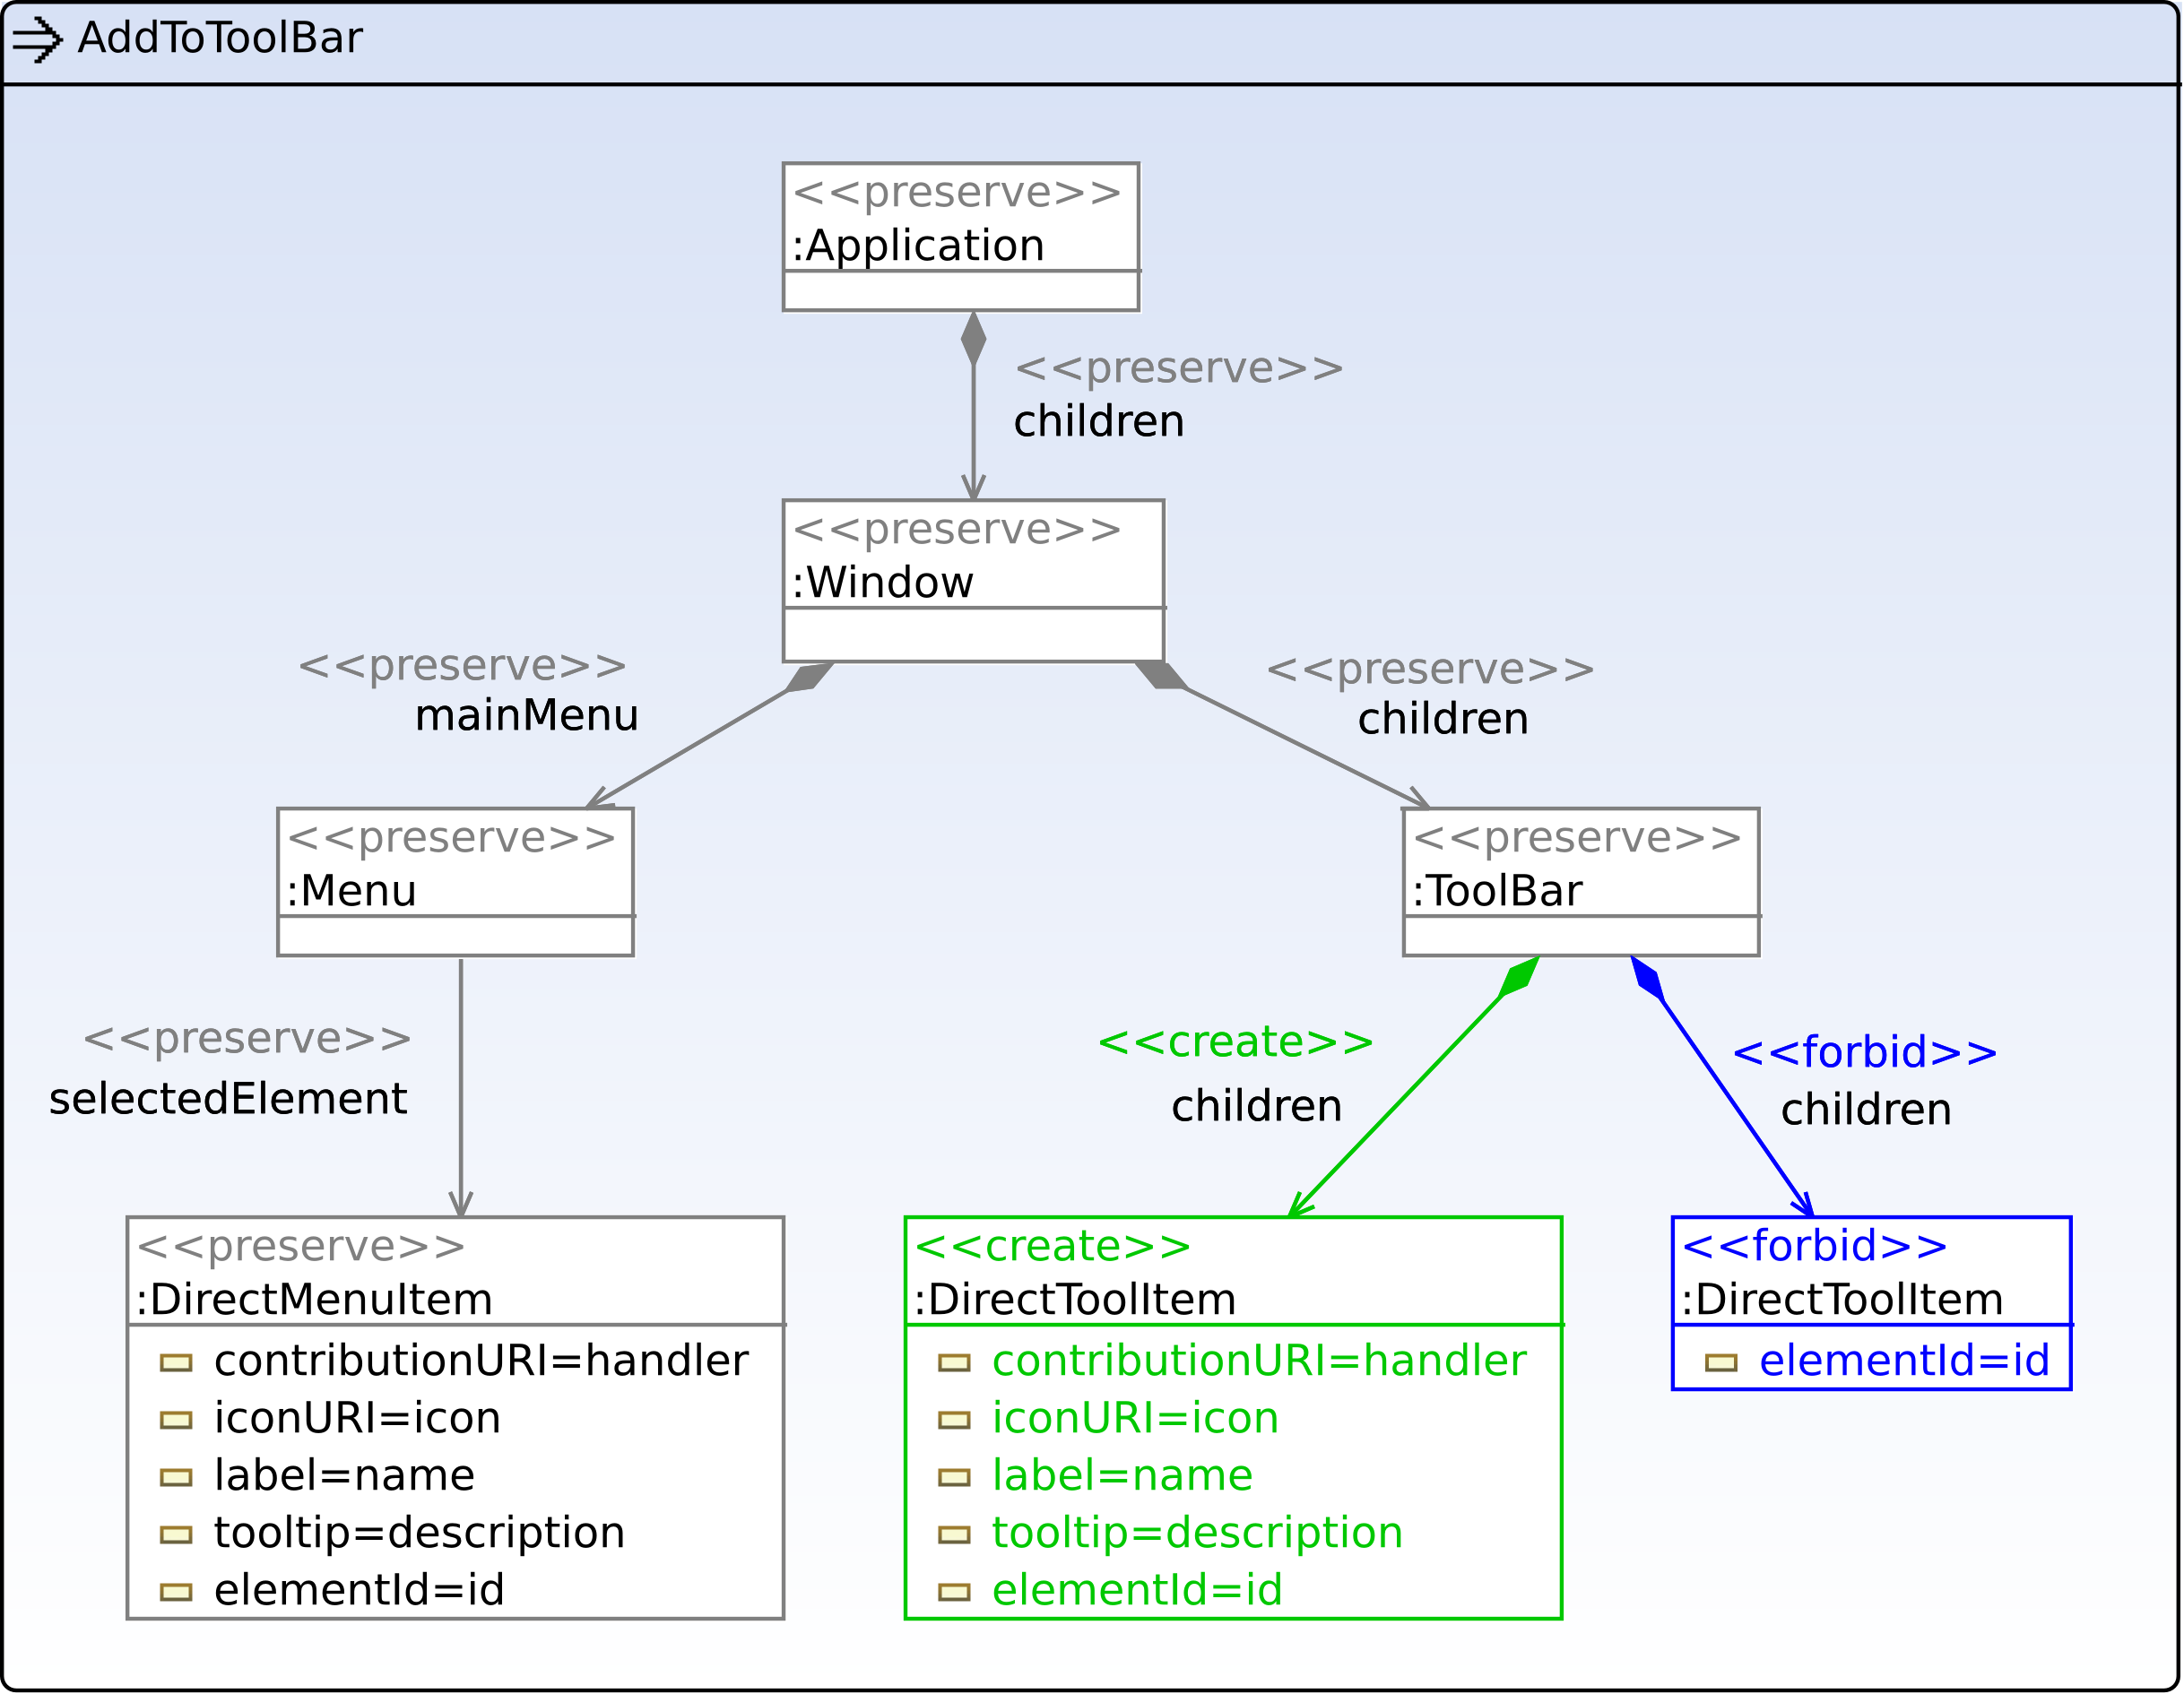 AddToToolBar
<<preserve>>
:Application
<<preserve>>
children
<<preserve>>
:Window
<<preserve>>
mainMenu
<<preserve>>
children
<<preserve>>
:Menu
<<preserve>>
:ToolBar
<<preserve>>
selectedElement
<<create>>
children
<<forbid>>
children
<<preserve>>
:DirectMenuItem
contributionURI=handler
iconURI=icon
label=name
tooltip=description
elementId=id
<<create>>
:DirectToolItem
contributionURI=handler
iconURI=icon
label=name
tooltip=description
elementId=id
<<forbid>>
:DirectToolItem
elementId=id